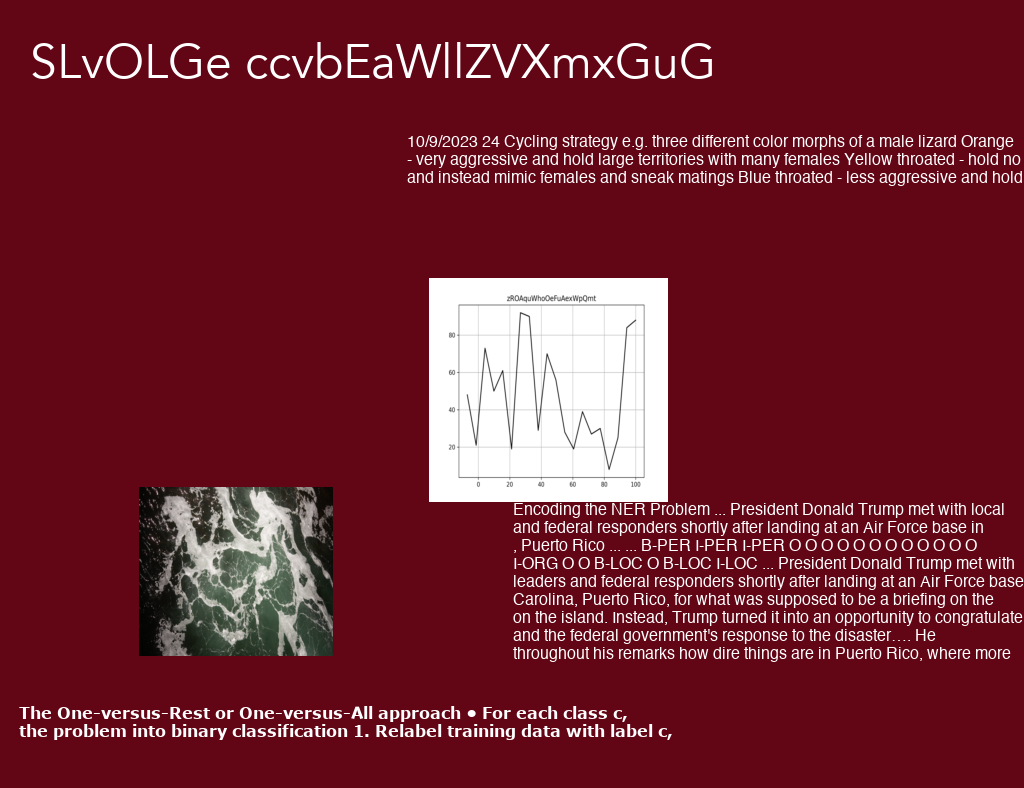 SLvOLGe ccvbEaWllZVXmxGuG
10/9/2023 24 Cycling strategy e.g. three different color morphs of a male lizard Orange
- very aggressive and hold large territories with many females Yellow throated - hold no
and instead mimic females and sneak matings Blue throated - less aggressive and hold
zROAquWhoOeFuAexWpQmt
80
60
40
20
0 20 40 60 80 100
Encoding the NER Problem ... President Donald Trump met with local
and federal responders shortly after landing at an Air Force base in
, Puerto Rico ... ... B-PER I-PER I-PER O O O O O O O O O O O O
I-ORG O O B-LOC O B-LOC I-LOC ... President Donald Trump met with
leaders and federal responders shortly after landing at an Air Force base
Carolina, Puerto Rico, for what was supposed to be a briefing on the
on the island. Instead, Trump turned it into an opportunity to congratulate
and the federal government's response to the disaster…. He
throughout his remarks how dire things are in Puerto Rico, where more
The One-versus-Rest or One-versus-All approach ● For each class c,
the problem into binary classification 1. Relabel training data with label c,